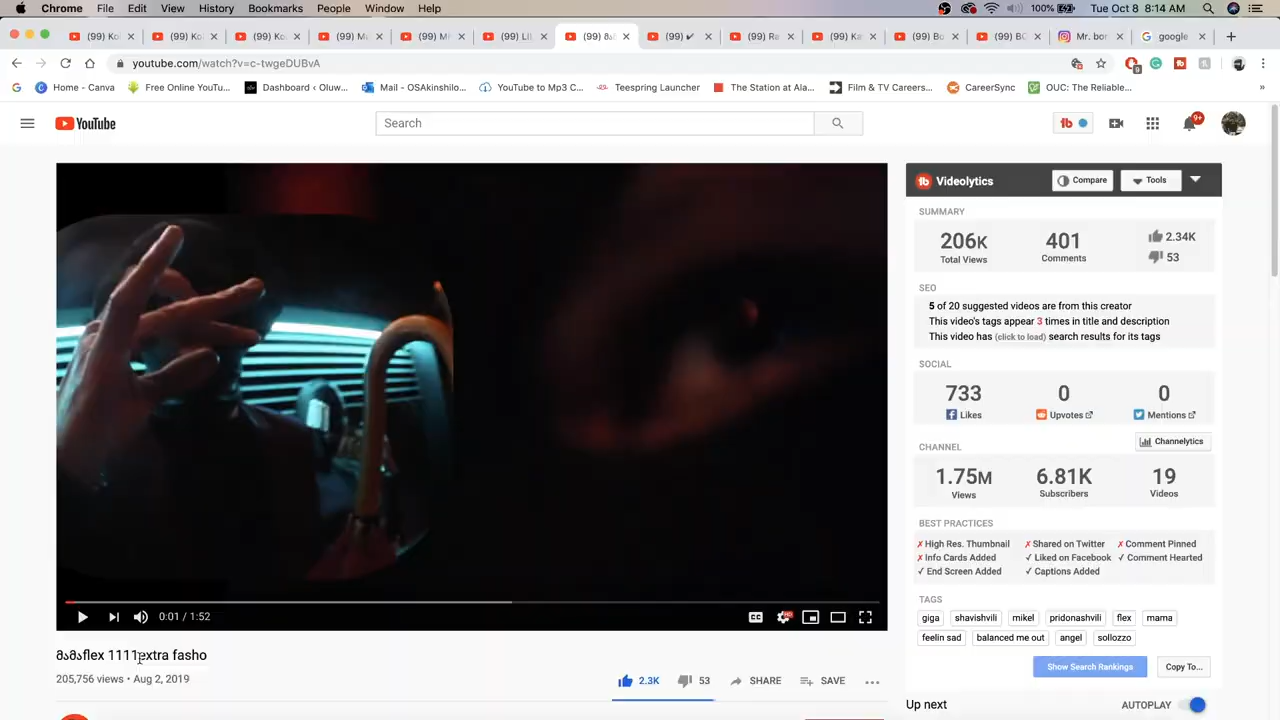 Chrome File Edit View History Bookmarks People Window Help 100% Tue Oct 8 8:14 AM
(99) Ko (99) Ko (99) Ko (99) M (99) M (99) LI (99) მა (99) ✔ (99) Ra (99) Ka (99) Bo (99) BC Mr. bor google
youtube.com/watch?v=c-twgeDUBvA 9
Home - Canva Free Online YouTu... Dashboard ‹ Oluw... Mail - OSAkinshilo... YouTube to Mp3 C... Teespring Launcher The Station at Ala... Film & TV Careers... CareerSync OUC: The Reliable... »
YouTube Search tb 9+
tb Videolytics Compare Tools
SUMMARY
206K 401 2.34K
Total Views Comments 53
SEO
5 of 20 suggested videos are from this creator
This video's tags appear 3 times in title and description
This video has (click to load) search results for its tags
SOCIAL
733 0 0
Likes Upvotes Mentions
CHANNEL Channelytics
1.75M 6.81K 19
Views Subscribers Videos
BEST PRACTICES
✗ High Res. Thumbnail ✗ Shared on Twitter ✗ Comment Pinned
✗ Info Cards Added ✓ Liked on Facebook ✓ Comment Hearted
✓ End Screen Added ✓ Captions Added
TAGS
giga shavishvili mikel pridonashvili flex mama
feelin sad balanced me out angel sollozzo
Show Search Rankings Copy To...
0:01 / 1:52 CC HD
მამაflex 1111extra fasho
205,756 views • Aug 2, 2019
2.3K 53 SHARE SAVE
Up next AUTOPLAY